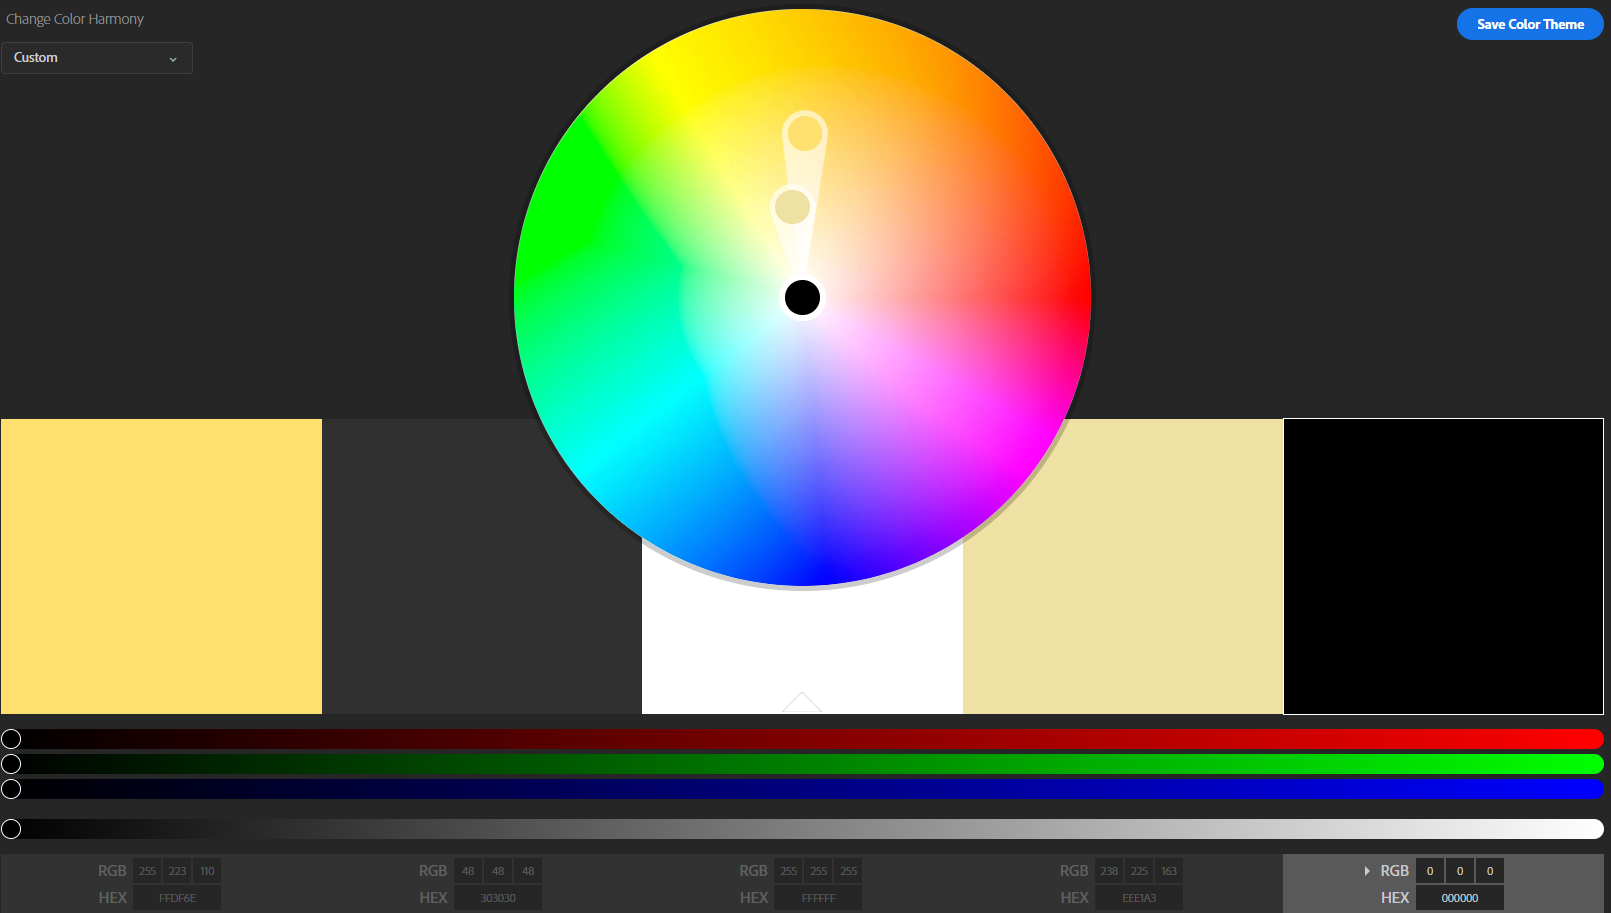 Change Color Harmony
Save Color Theme
Custom
RGB 255 223 110
HEX FFDF6E
RGB 48 48 48
HEX 303030
RGB 255 255 255
HEX FFFFFF
RGB 238 225 163
HEX EEE1A3
RGB 0 0 0
HEX 000000